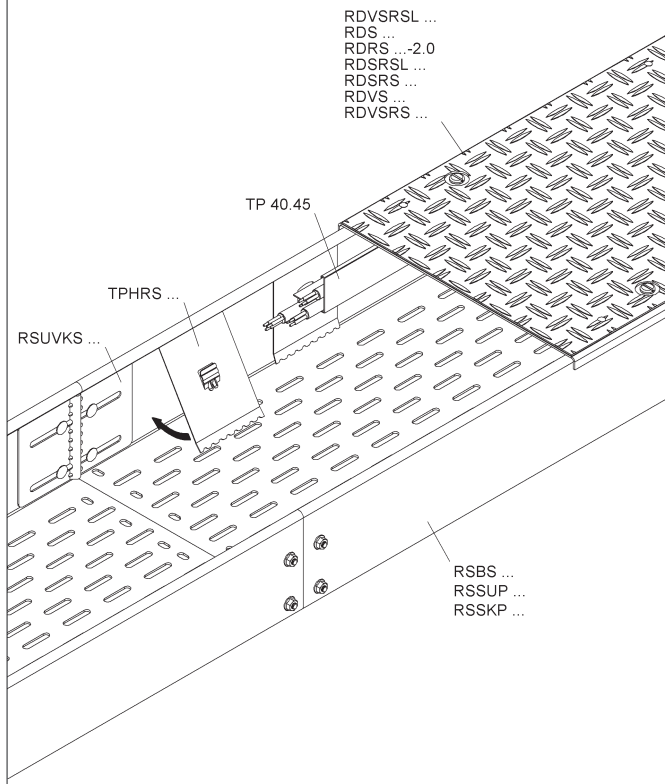 RDVSRSL ...
RDS ...
RDRS ...-2.0
RDSRSL ...
RDSRS ...
RDVS ...
RDVSRS ...
TP 40.45
TPHRS ...
RSUVKS ...
RSBS ...
RSSUP ...
RSSKP ...